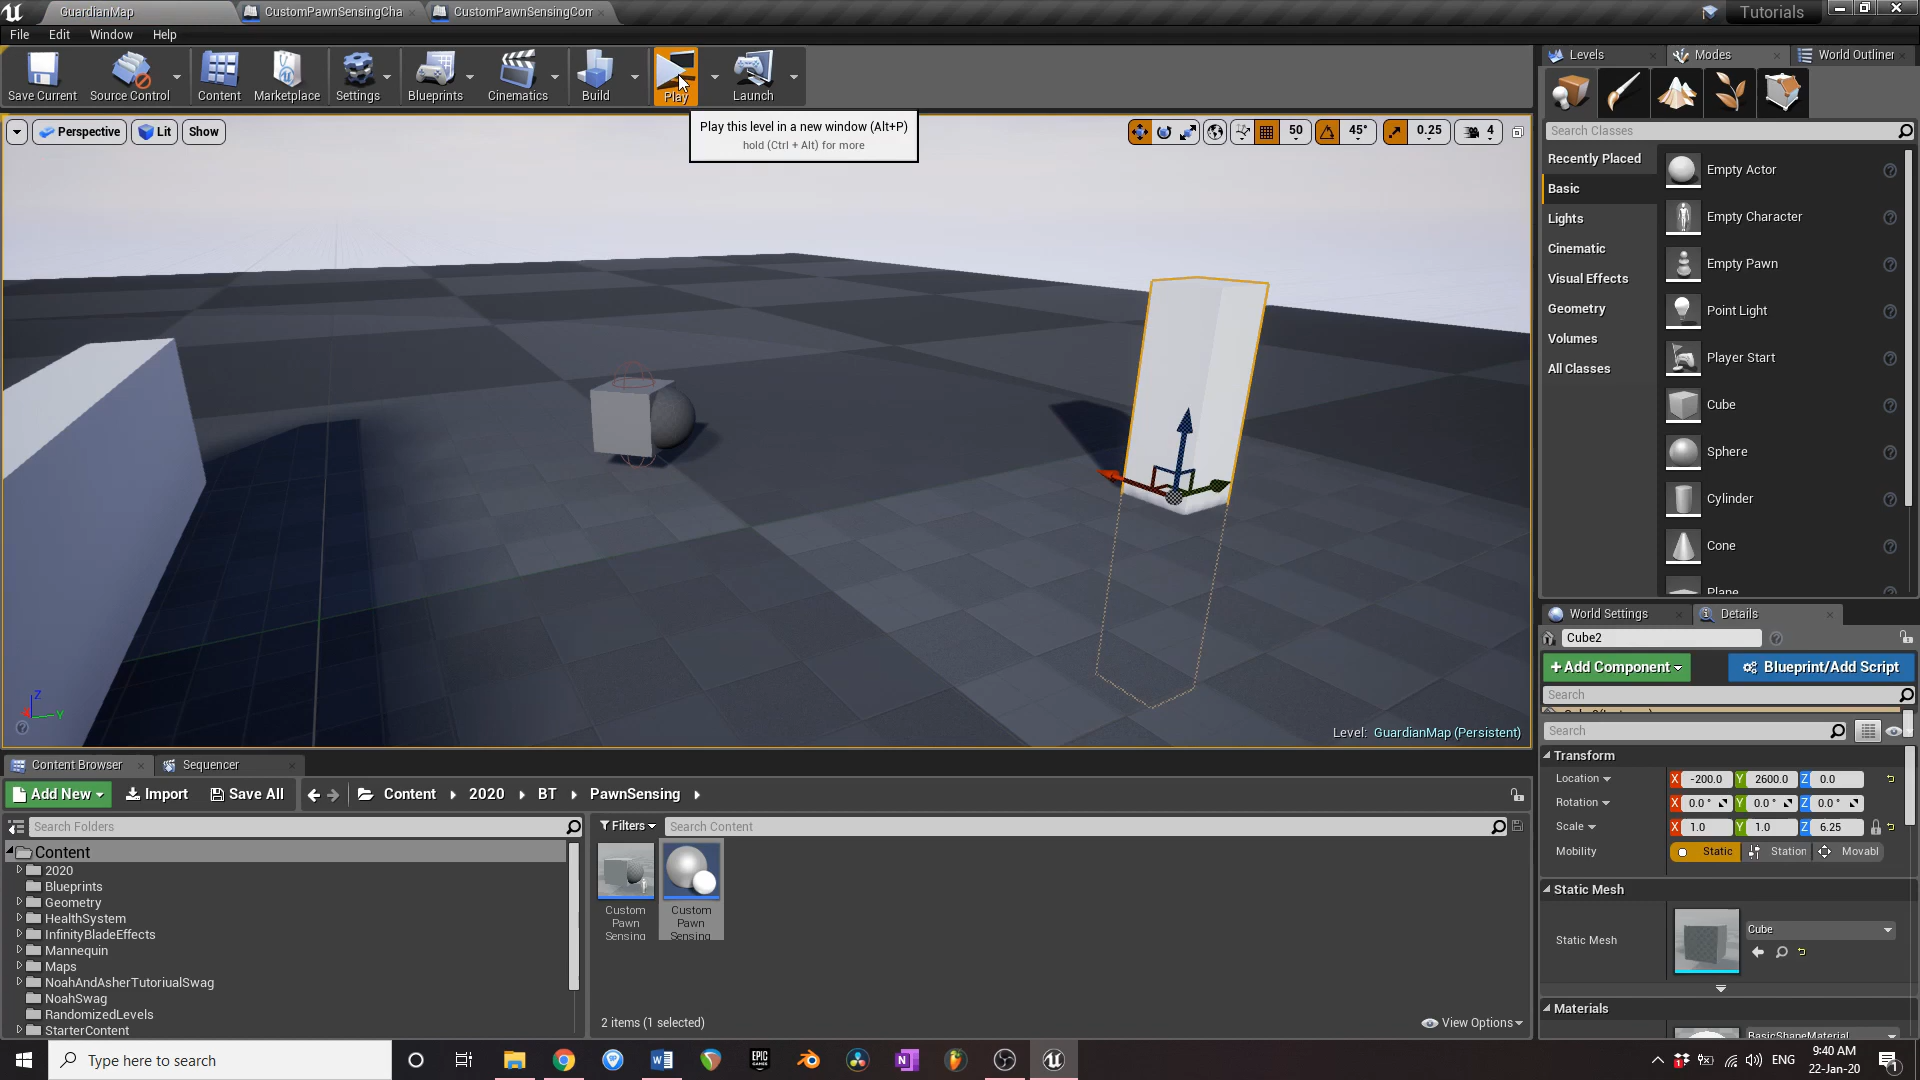 GuardianMap
CustomPawnSensingCha
CustomPawnSensingCom
Tutorials
File
Edit
Window
Help
Save Current
Source Control
Content
Marketplace
Settings
Blueprints
Cinematics
Build
Play
Launch
Play this level in a new window (Alt+P)
hold (Ctrl + Alt) for more
Perspective
Lit
Show
50
45°
0.25
4
Levels
Modes
World Outliner
Search Classes
Recently Placed
Basic
Lights
Cinematic
Visual Effects
Geometry
Volumes
All Classes
Empty Actor
Empty Character
Empty Pawn
Point Light
Player Start
Cube
Sphere
Cylinder
Cone
Plane
Z
Y
Level: GuardianMap (Persistent)
World Settings
Details
Cube2
+Add Component
Blueprint/Add Script
Search
Search
Transform
Location
X -200.0 Y 2600.0 Z 0.0
Rotation
X 0.0 ° Y 0.0 ° Z 0.0 °
Scale
X 1.0 Y 1.0 Z 6.25
Mobility
Static
Station
Movabl
Static Mesh
Static Mesh
Cube
Materials
BasicShapeMaterial
Content Browser
Sequencer
Add New
Import
Save All
Content
2020
BT
PawnSensing
Search Folders
Filters
Search Content
Content
2020
Blueprints
Geometry
HealthSystem
InfinityBladeEffects
Mannequin
Maps
NoahAndAsherTutoriualSwag
NoahSwag
RandomizedLevels
StarterContent
Custom
Pawn
Sensing
Custom
Pawn
Sensing
2 items (1 selected)
View Options
Type here to search
EPIC
GAMES
ENG
9:40 AM
22-Jan-20
1